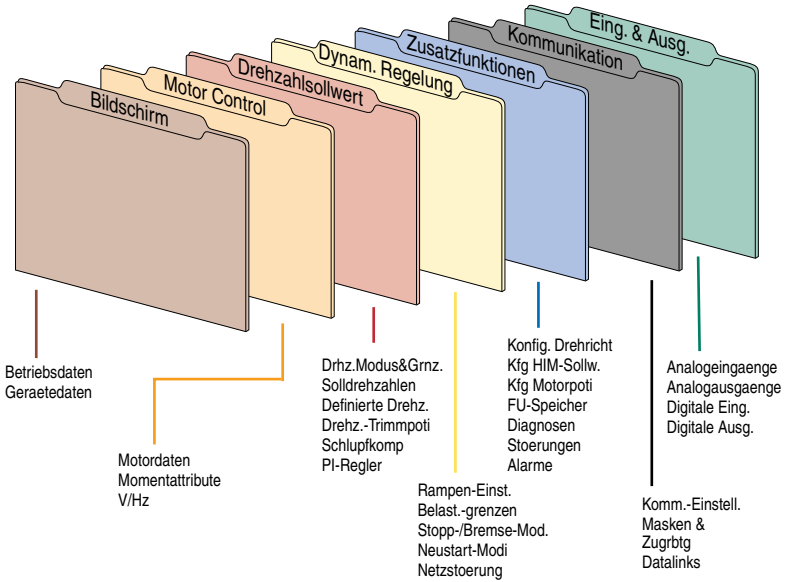 Bildschirm
Motor Control
Drehzahlsollwert
Dynam. Regelung
Zusatzfunktionen
Kommunikation
Eing. & Ausg.
Betriebsdaten
Geraetedaten
Motordaten
Momentattribute
V/Hz
Drhz.Modus&Grnz.
Solldrehzahlen
Definierte Drehz.
Drehz.-Trimmpoti
Schlupfkomp
PI-Regler
Rampen-Einst.
Belast.-grenzen
Stopp-/Bremse-Mod.
Neustart-Modi
Netzstoerung
Konfig. Drehricht
Kfg HIM-Sollw.
Kfg Motorpoti
FU-Speicher
Diagnosen
Stoerungen
Alarme
Komm.-Einstell.
Masken &
Zugrbtg
Datalinks
Analogeingaenge
Analogausgaenge
Digitale Eing.
Digitale Ausg.